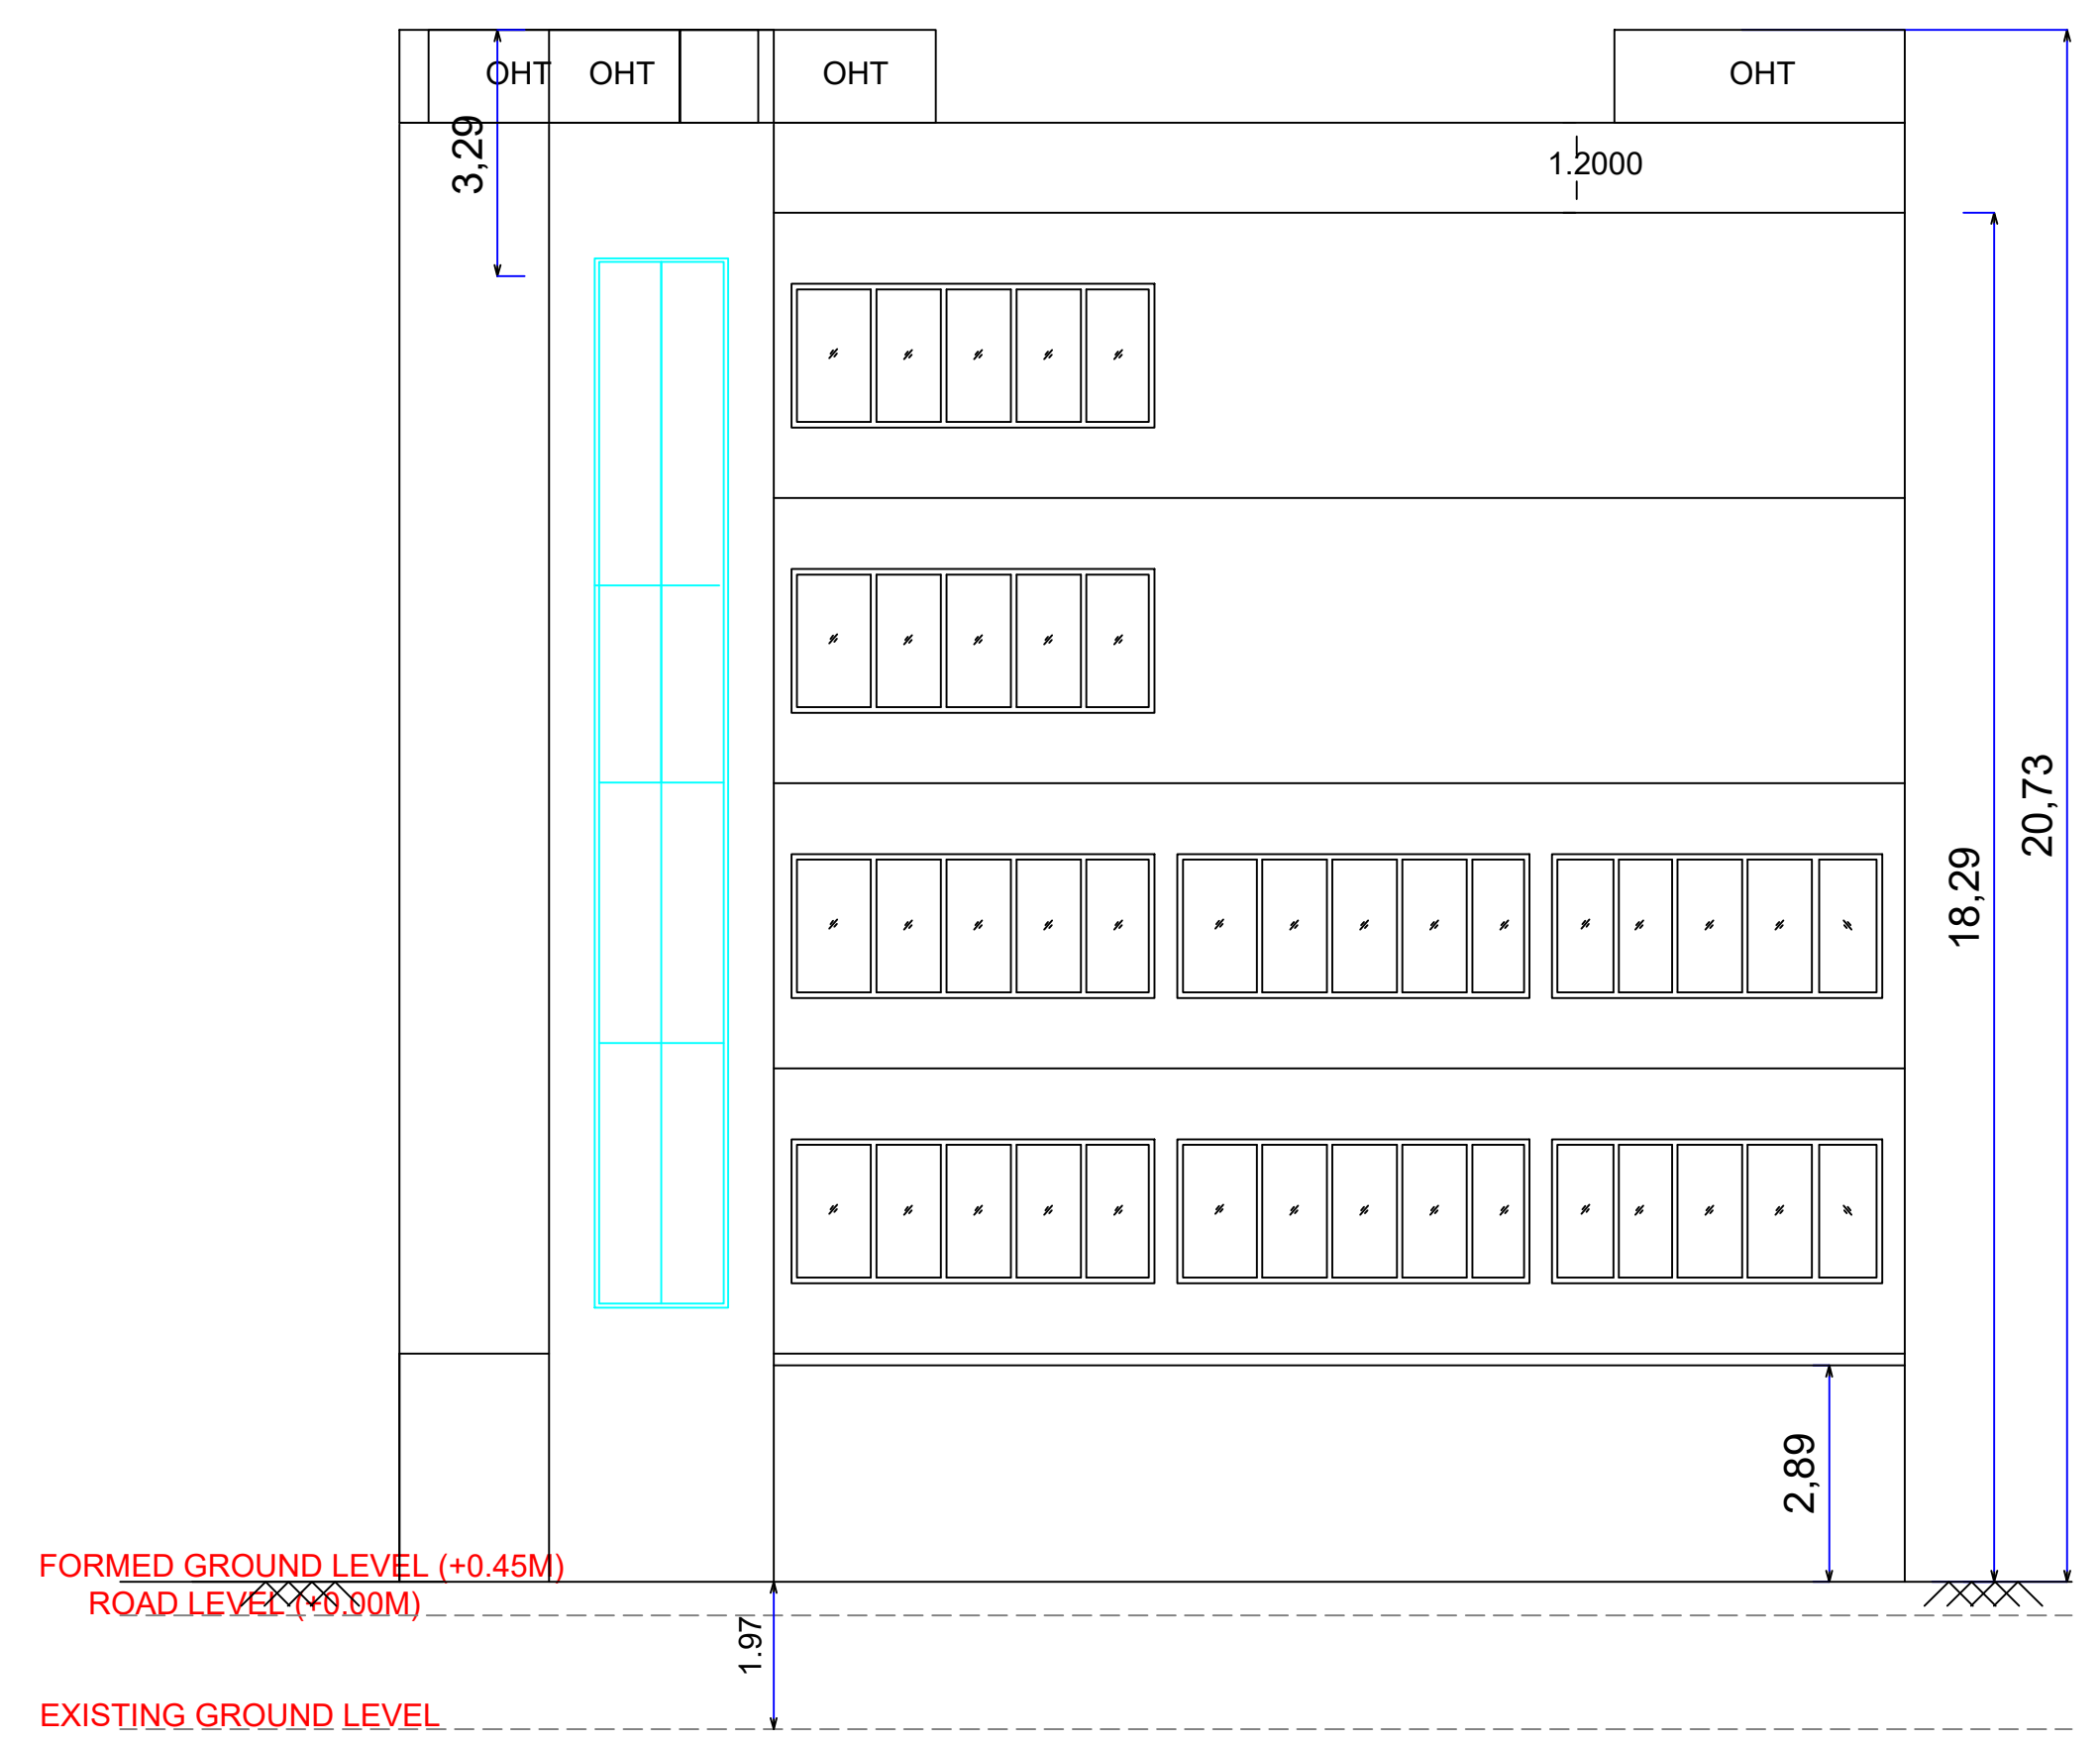 OHT
OHT
OHT
OHT
3,29
1.2000
20,73
18,29
2,89
FORMED GROUND LEVEL (+0.45M)
ROAD LEVEL (+0.00M)
1.97
EXISTING GROUND LEVEL